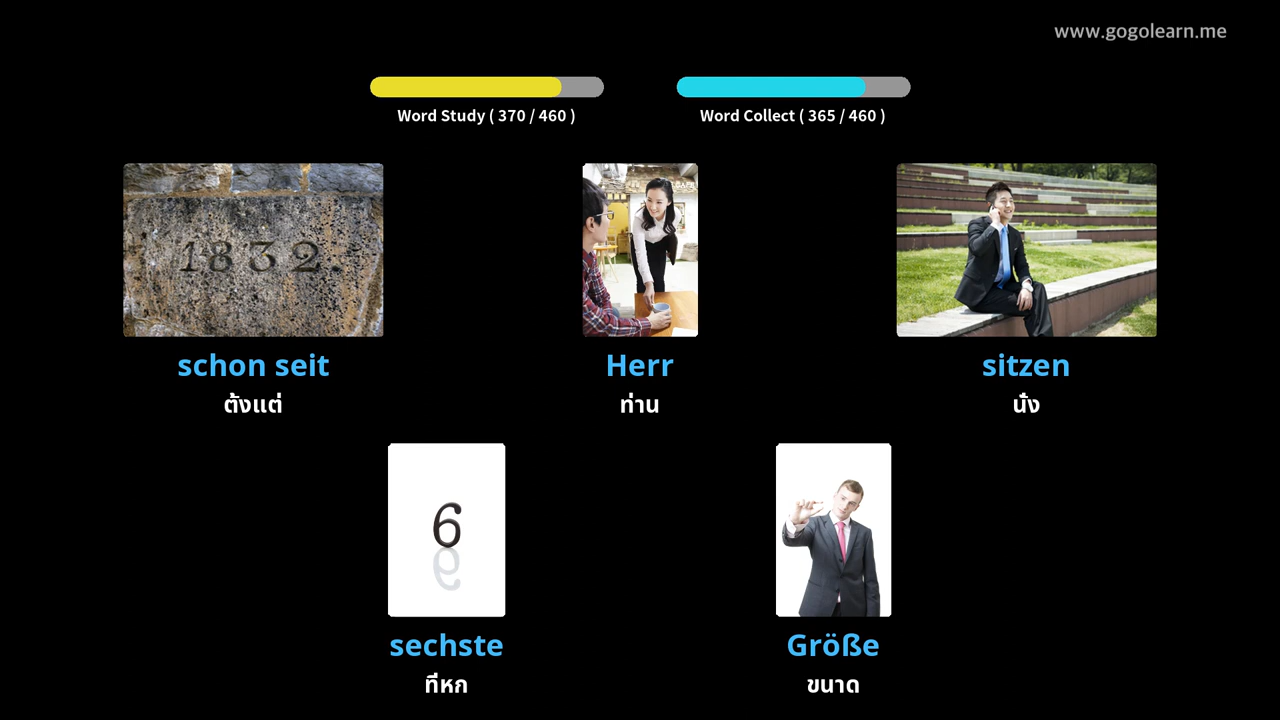 www.gogolearn.me
Word Study ( 370 / 460 )
Word Collect ( 365 / 460 )
1832.
schon seit
Herr
sitzen
ตั้งแต่
ท่าน
นั่ง
6
sechste
Größe
ที่หก
ขนาด